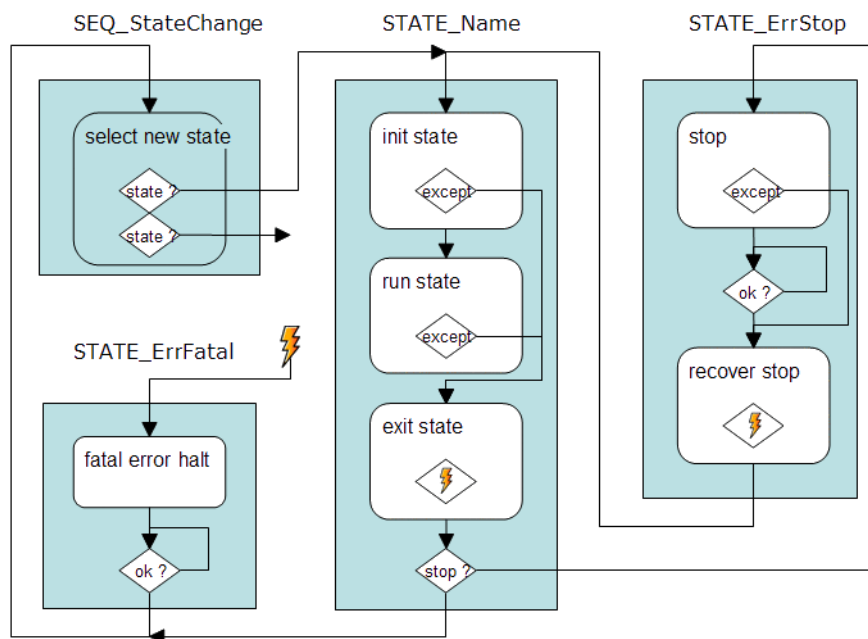 SEQ_StateChange
select new state
state ?
state ?
STATE_ErrFatal
fatal error halt
ok ?
STATE_Name
init state
except
run state
except
exit state
stop ?
STATE_ErrStop
stop
except
ok ?
recover stop